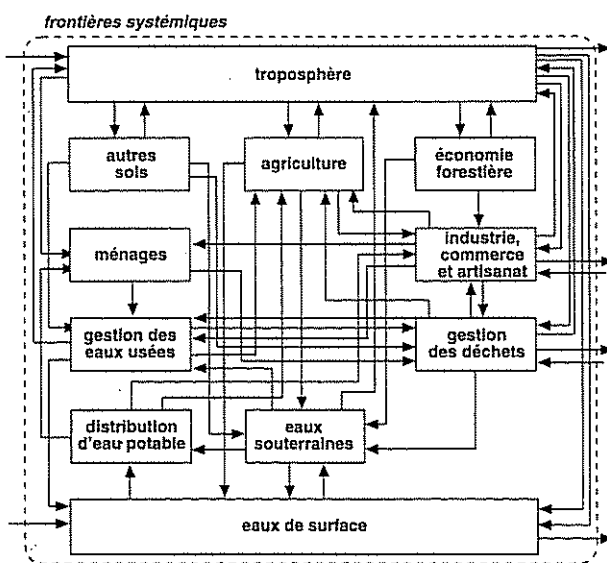 frontières systémiques
troposphère
autres
sols
agriculture
économie
forestière
ménages
industrie,
commerce
et artisanat
gestion des
eaux usées
gestion
des déchets
distribution
d'eau potable
eaux
souterraines
eaux de surface